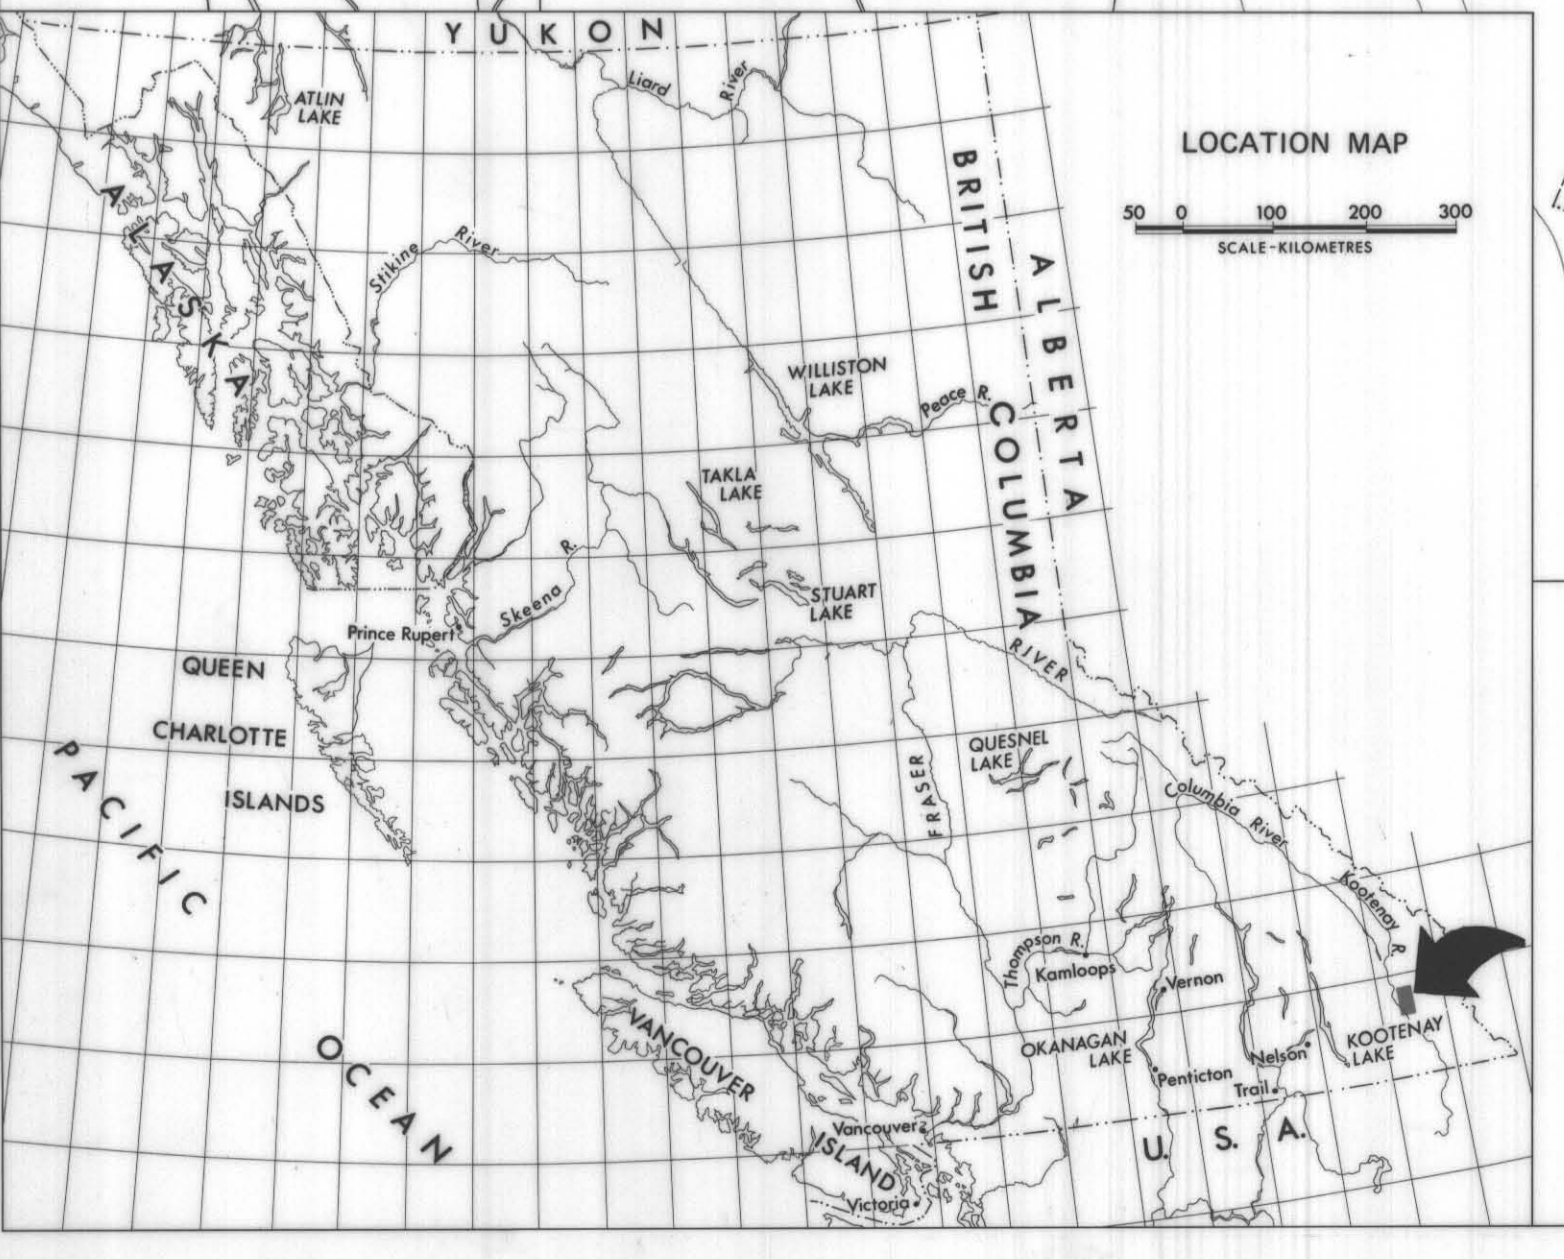 YUKON
Liard River
ATLIN
LAKE
LOCATION MAP
50 0 100 200 300
SCALE-KILOMETRES
ALASKA
BRITISH
COLUMBIA
ALBERTA
Stikine River
WILLISTON
LAKE
Peace R.
TAKLA
LAKE
Skeena R.
STUART
LAKE
Prince Rupert
QUEEN
CHARLOTTE
ISLANDS
RIVER
FRASER
QUESNEL
LAKE
Columbia River
Kootenay R
PACIFIC
OCEAN
Thompson R.
Kamloops
Vernon
OKANAGAN
LAKE
KOOTENAY
LAKE
Nelson
Penticton
Trail
VANCOUVER
ISLAND
Vancouver
Victoria
U. S. A.